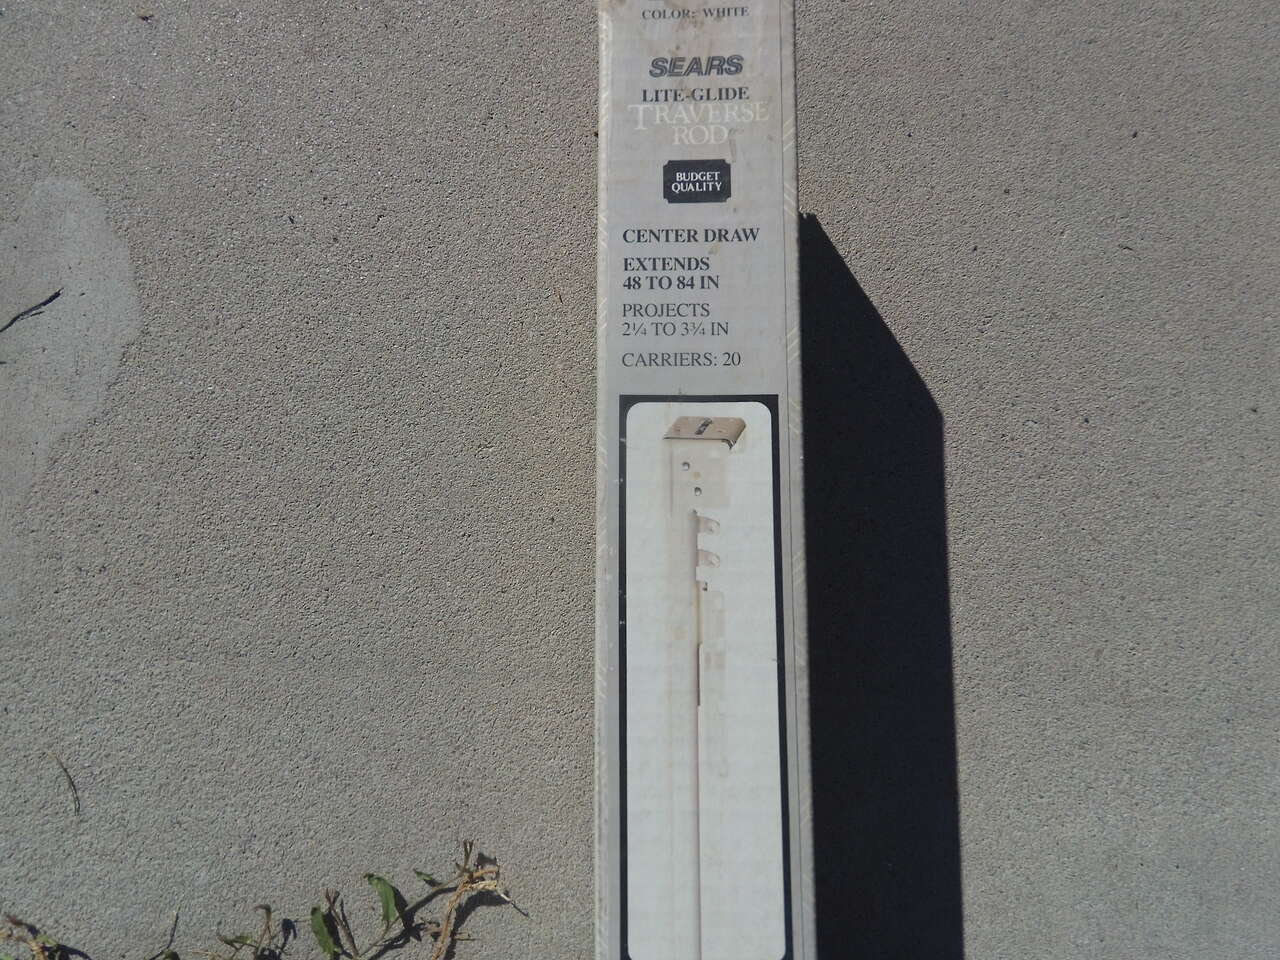 COLOR: WHITE
SEARS
LITE-GLIDE
TRAVERSE
ROD
BUDGET
QUALITY
CENTER DRAW
EXTENDS
48 TO 84 IN
PROJECTS
2¼ TO 3¾ IN
CARRIERS: 20